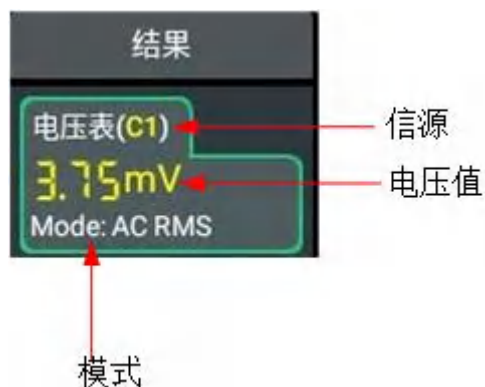 结果
电压表(C1)
信源
3.75mV
电压值
Mode: AC RMS
模式